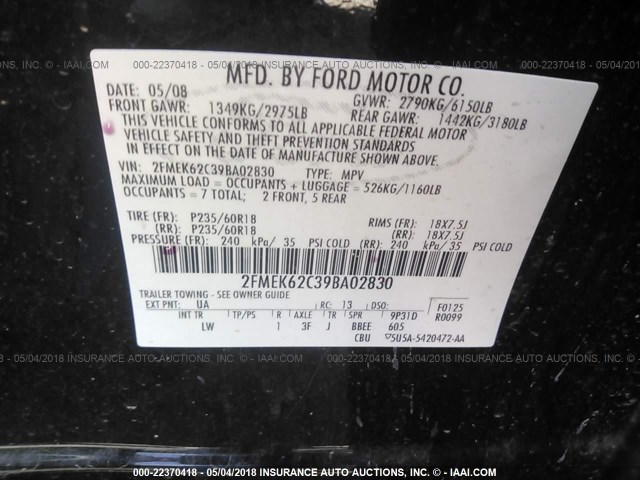 000-22370418 - 05/04/2018 INSURANCE AUTO AUCTIONS, INC. - © IAAI.COM
MFD. BY FORD MOTOR CO.
DATE: 05/08 GVWR: 2790KG/6150LB
FRONT GAWR: 1349KG/2975LB REAR GAWR: 1442KG/3180LB
THIS VEHICLE CONFORMS TO ALL APPLICABLE FEDERAL MOTOR
VEHICLE SAFETY AND THEFT PREVENTION STANDARDS
IN EFFECT ON THE DATE OF MANUFACTURE SHOWN ABOVE.
VIN: 2FMEK62C39BA02830 TYPE: MPV
MAXIMUM LOAD = OCCUPANTS + LUGGAGE = 526KG/1160LB
OCCUPANTS = 7 TOTAL; 2 FRONT, 5 REAR
TIRE (FR): P235/60R18 RIMS (FR): 18X7.5J
(RR): P235/60R18 (RR): 18X7.5J
PRESSURE (FR): 240 kPa/ 35 PSI COLD (RR): 240 kPa/ 35 PSI COLD
2FMEK62C39BA02830
TRAILER TOWING - SEE OWNER GUIDE
EXT PNT: UA RC: 13 DSO: F0125
INT TR TP/PS R AXLE TR SPR 9P31D R0099
LW 1 3F J BBEE 605
CBU 5U5A-5420472-AA
000-22370418 - 05/04/2018 INSURANCE AUTO AUCTIONS, INC. - © IAAI.COM